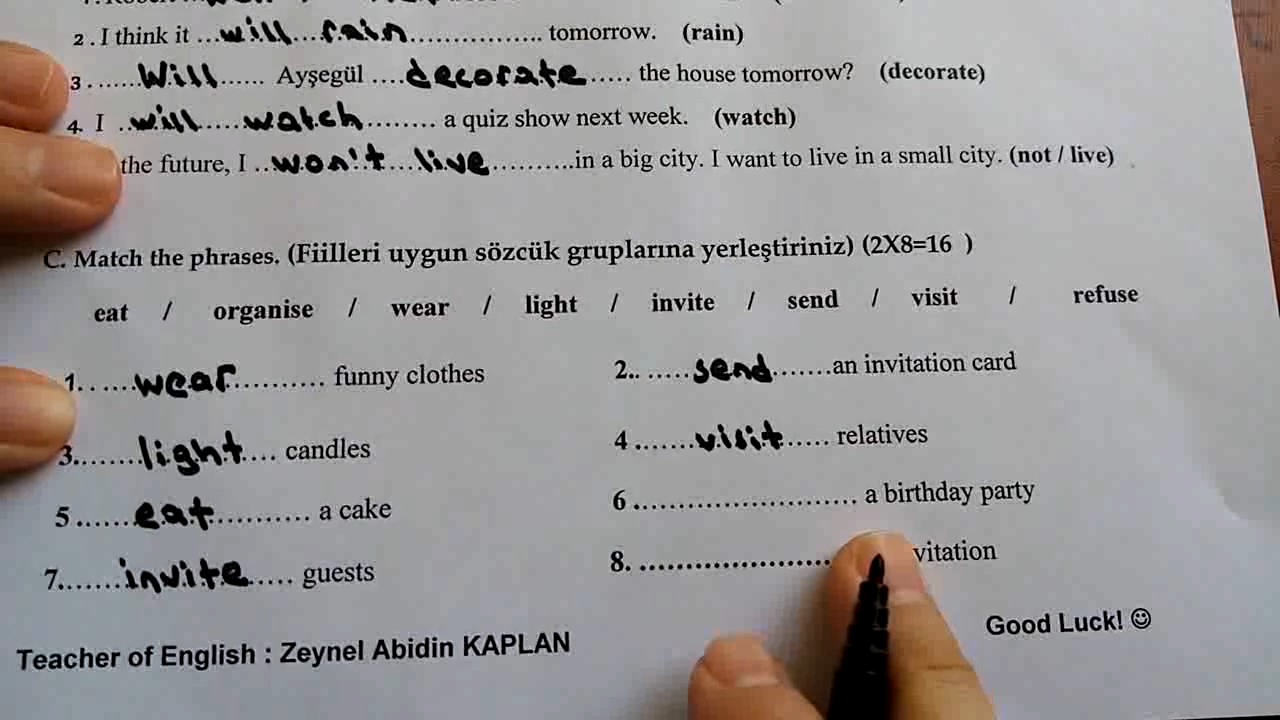 2 . I think it ...will....rain................ tomorrow. (rain)
3 .......Will...... Ayşegül ....decorate..... the house tomorrow? (decorate)
4. I ..will.....watch........ a quiz show next week. (watch)
the future, I ...won't....live..........in a big city. I want to live in a small city. (not / live)
C. Match the phrases. (Fiilleri uygun sözcük gruplarına yerleştiriniz) (2X8=16 )
eat / organise / wear / light / invite / send / visit / refuse
1. ......wear........... funny clothes
2.. .....send.......an invitation card
3........light.... candles
4 .......visit..... relatives
5 ......eat.......... a cake
6 ....................... a birthday party
7.......invite..... guests
8. .................... vitation
Good Luck! ☺
Teacher of English : Zeynel Abidin KAPLAN